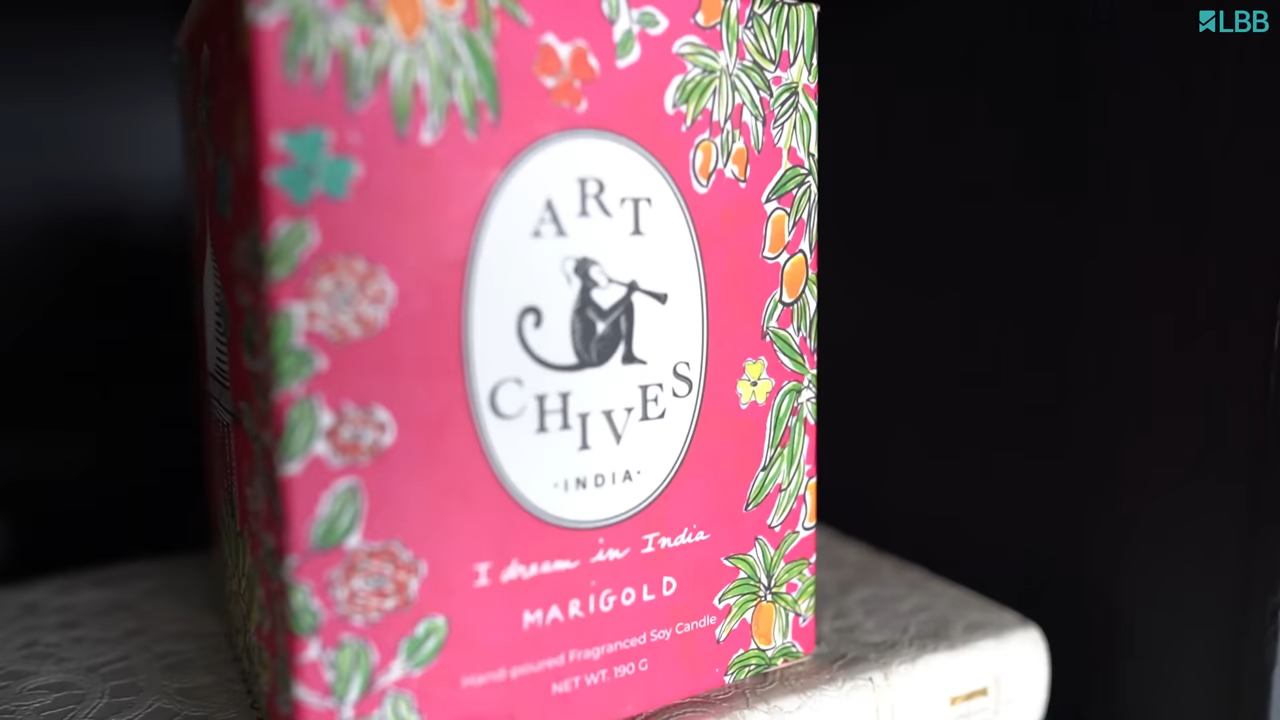 LBB
ART
CHIVES
·INDIA·
I dream in India
MARIGOLD
Hand-poured Fragranced Soy Candle
NET WT. 190 G